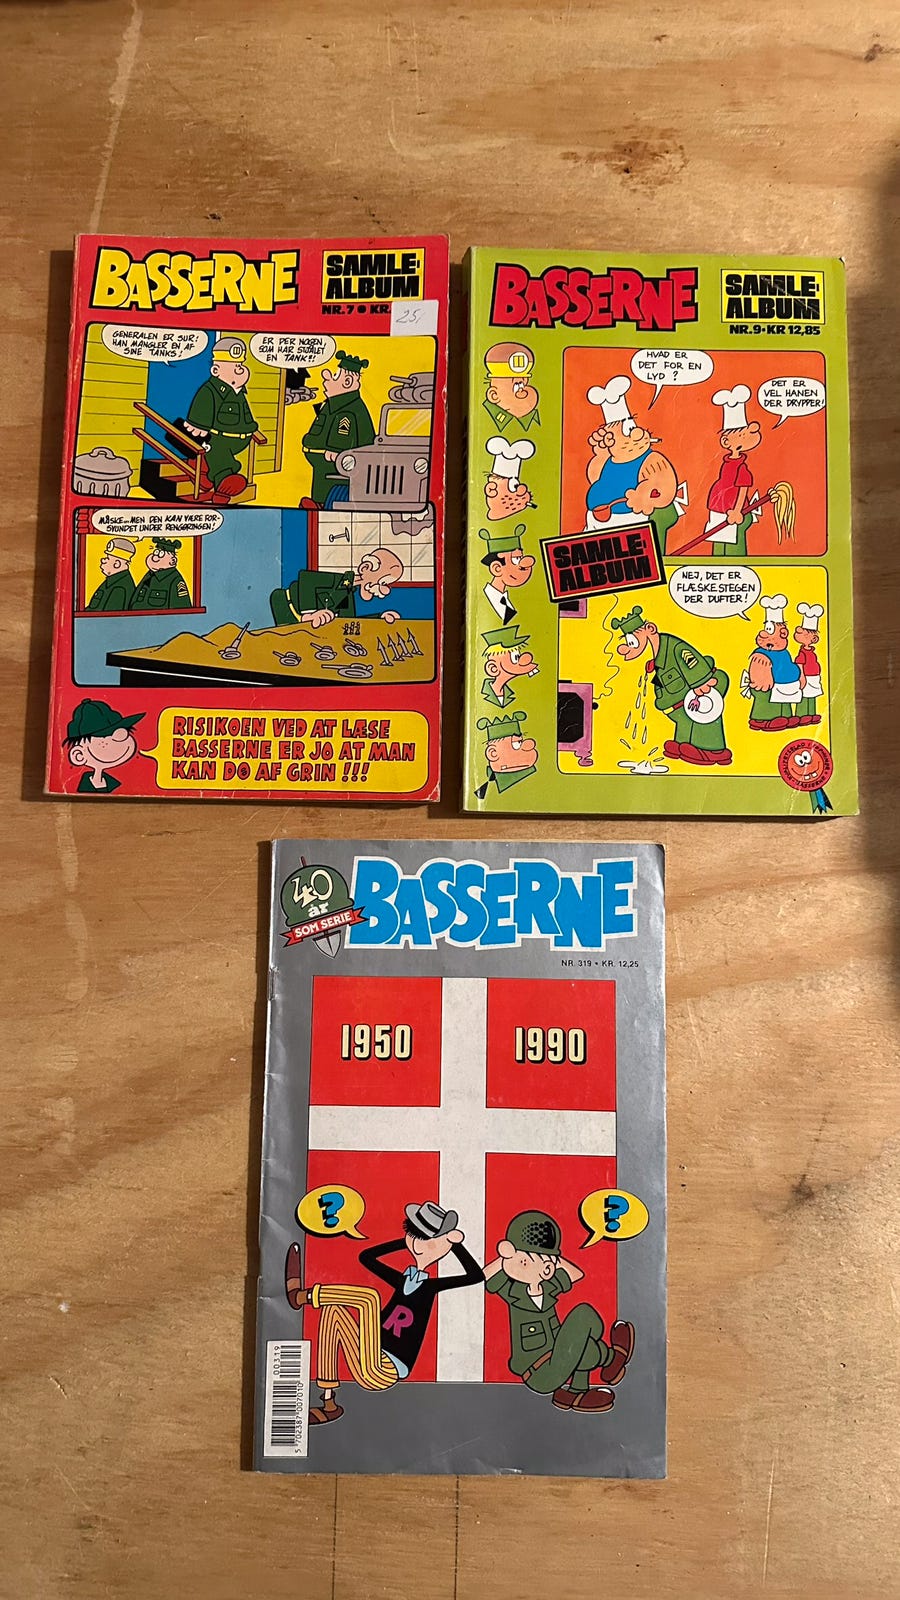 BASSERNE
SAMLE-
ALBUM
NR. 7 • KR.
25,
GENERALEN ER SUR!
HAN MANGLER EN AF
SINE TANKS!
ER DER NOGEN,
SOM HAR STJÅLET
EN TANK?!
MÅSKE...MEN DEN KAN VÆRE FOR-
SVUNDET UNDER RENGØRINGEN!
RISIKOEN VED AT LÆSE
BASSERNE ER JO AT MAN
KAN DØ AF GRIN!!!
BASSERNE
SAMLE-
ALBUM
NR. 9 • KR 12,85
HVAD ER
DET FOR EN
LYD ?
DET ER
VEL HANEN
DER DRYPPER!
SAMLE-
ALBUM
NEJ, DET ER
FLÆSKESTEGEN
DER DUFTER!
40
år
SOM SERIE
BASSERNE
NR. 319 • KR. 12,25
1950
1990
?
?
R
00319
5 702387 007010